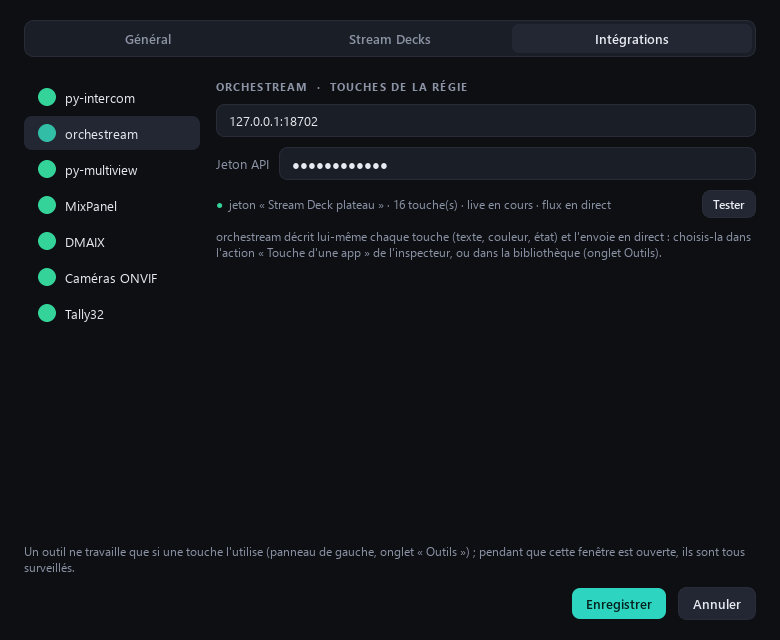 Général
Stream Decks
Intégrations
py-intercom
orchestream
py-multiview
MixPanel
DMAIX
Caméras ONVIF
Tally32
ORCHESTREAM · TOUCHES DE LA RÉGIE
127.0.0.1:18702
Jeton API
●●●●●●●●●●●●
● jeton « Stream Deck plateau » · 16 touche(s) · live en cours · flux en direct
Tester
orchestream décrit lui-même chaque touche (texte, couleur, état) et l'envoie en direct : choisis-la dans
l'action « Touche d'une app » de l'inspecteur, ou dans la bibliothèque (onglet Outils).
Un outil ne travaille que si une touche l'utilise (panneau de gauche, onglet « Outils ») ; pendant que cette fenêtre est ouverte, ils sont tous
surveillés.
Enregistrer
Annuler